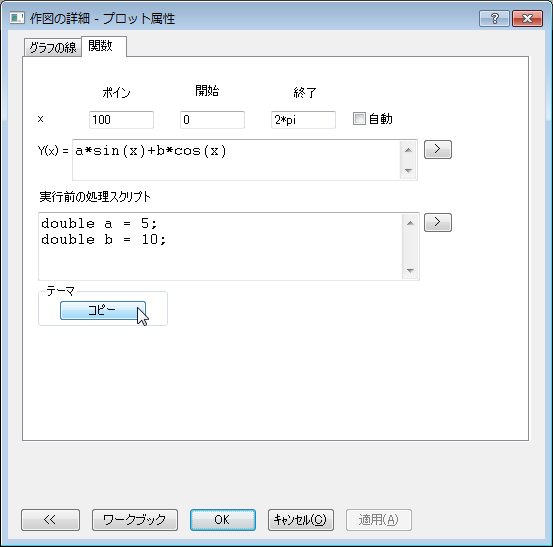 作図の詳細 - プロット属性
グラフの線 関数
ポイン 開始 終了
x 100 0 2*pi 自動
Y(x) = a*sin(x)+b*cos(x) >
実行前の処理スクリプト
double a = 5; >
double b = 10;
テーマ
コピー
<< ワークブック OK キャンセル(C) 適用(A)